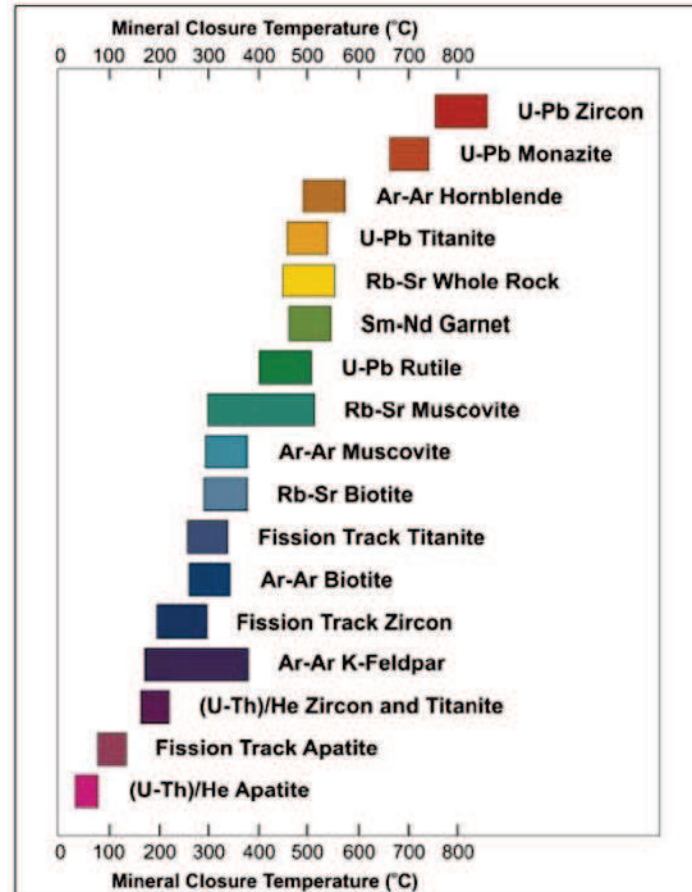 Mineral Closure Temperature (°C)
0 100 200 300 400 500 600 700 800
U-Pb Zircon
U-Pb Monazite
Ar-Ar Hornblende
U-Pb Titanite
Rb-Sr Whole Rock
Sm-Nd Garnet
U-Pb Rutile
Rb-Sr Muscovite
Ar-Ar Muscovite
Rb-Sr Biotite
Fission Track Titanite
Ar-Ar Biotite
Fission Track Zircon
Ar-Ar K-Feldpar
(U-Th)/He Zircon and Titanite
Fission Track Apatite
(U-Th)/He Apatite
0 100 200 300 400 500 600 700 800
Mineral Closure Temperature (°C)